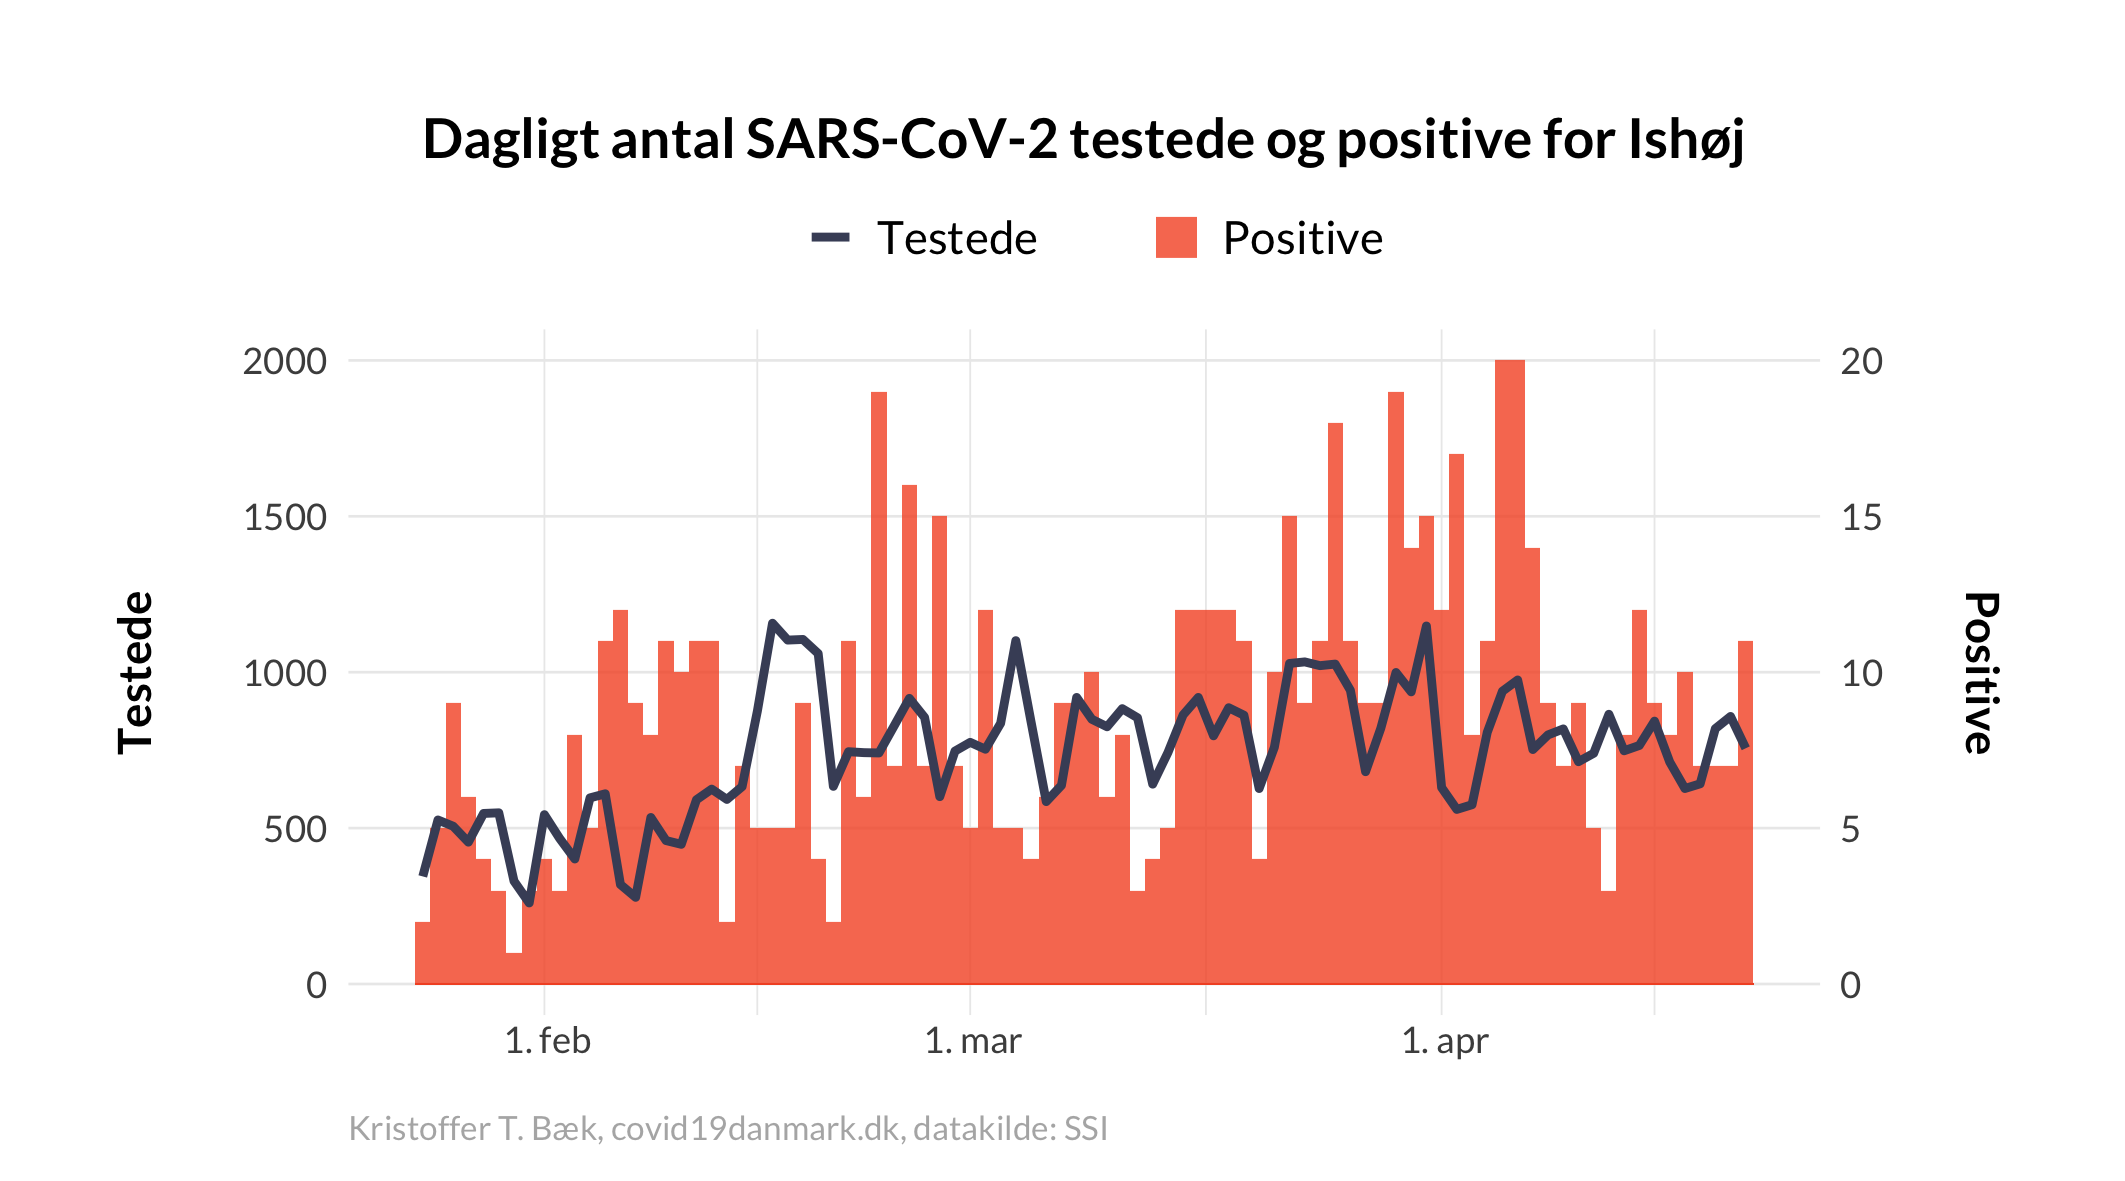 Dagligt antal SARS-CoV-2 testede og positive for Ishøj
Testede Positive
2000 20
1500 15
1000 10
500 5
0 0
Testede
Positive
1. feb 1. mar 1. apr
Kristoffer T. Bæk, covid19danmark.dk, datakilde: SSI